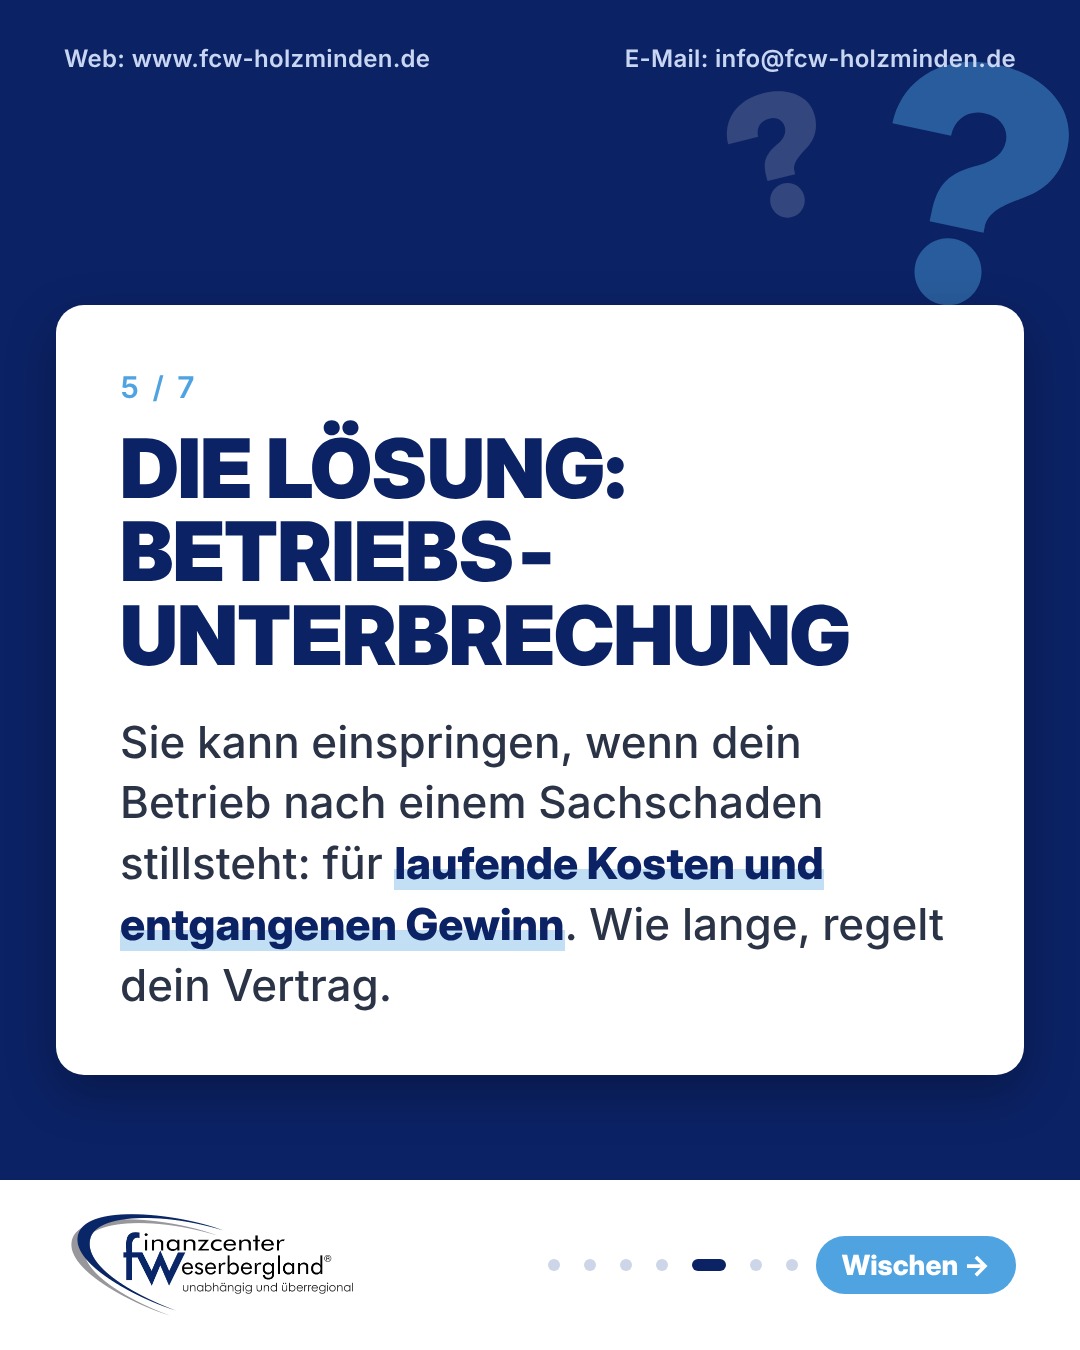 Web: www.fcw-holzminden.de
E-Mail: info@fcw-holzminden.de
? ?
5 / 7
DIE LÖSUNG:
BETRIEBS-
UNTERBRECHUNG
Sie kann einspringen, wenn dein
Betrieb nach einem Sachschaden
stillsteht: für laufende Kosten und
entgangenen Gewinn. Wie lange, regelt
dein Vertrag.
finanzcenter
weserbergland®
unabhängig und überregional
Wischen →